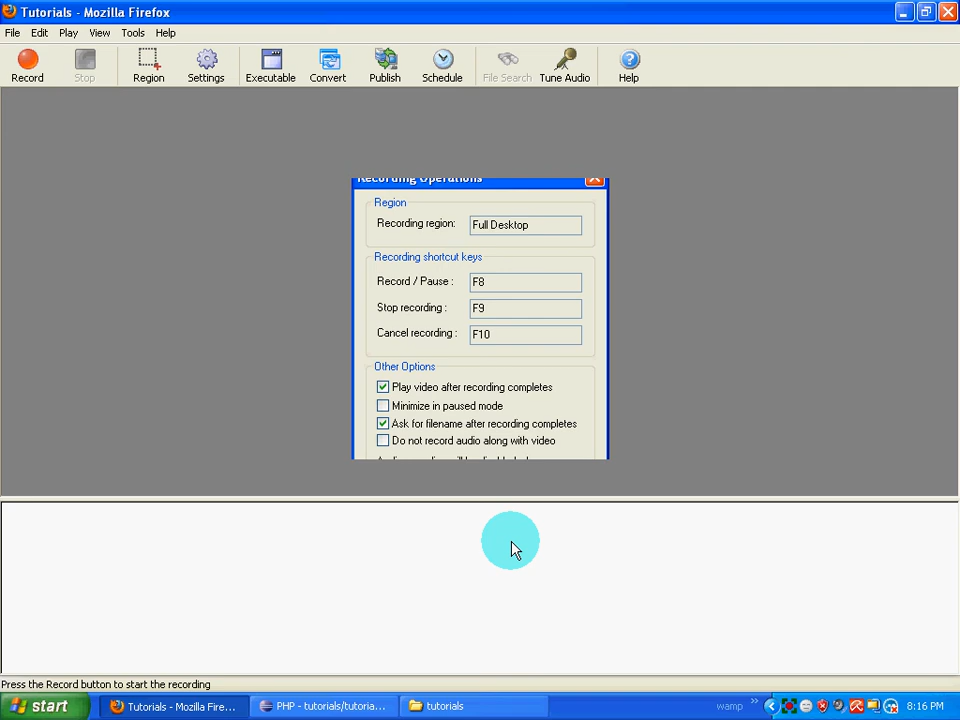 Tutorials - Mozilla Firefox
File Edit Play View Tools Help
Record Stop Region Settings Executable Convert Publish Schedule File Search Tune Audio Help
Recording Operations
Region
Recording region: Full Desktop
Recording shortcut keys
Record / Pause : F8
Stop recording : F9
Cancel recording : F10
Other Options
Play video after recording completes
Minimize in paused mode
Ask for filename after recording completes
Do not record audio along with video
Press the Record button to start the recording
start Tutorials - Mozilla Fire... PHP - tutorials/tutoria... tutorials wamp » 8:16 PM